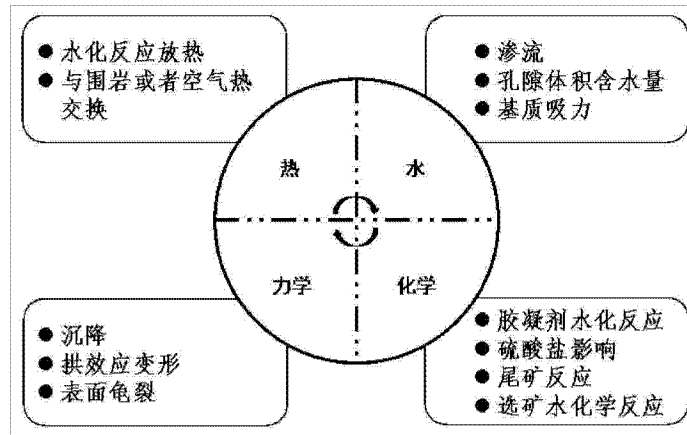 ● 水化反应放热
● 与围岩或者空气热
交换
● 渗流
● 孔隙体积含水量
● 基质吸力
热
水
力学
化学
● 沉降
● 拱效应变形
● 表面龟裂
● 胶凝剂水化反应
● 硫酸盐影响
● 尾矿反应
● 选矿水化学反应